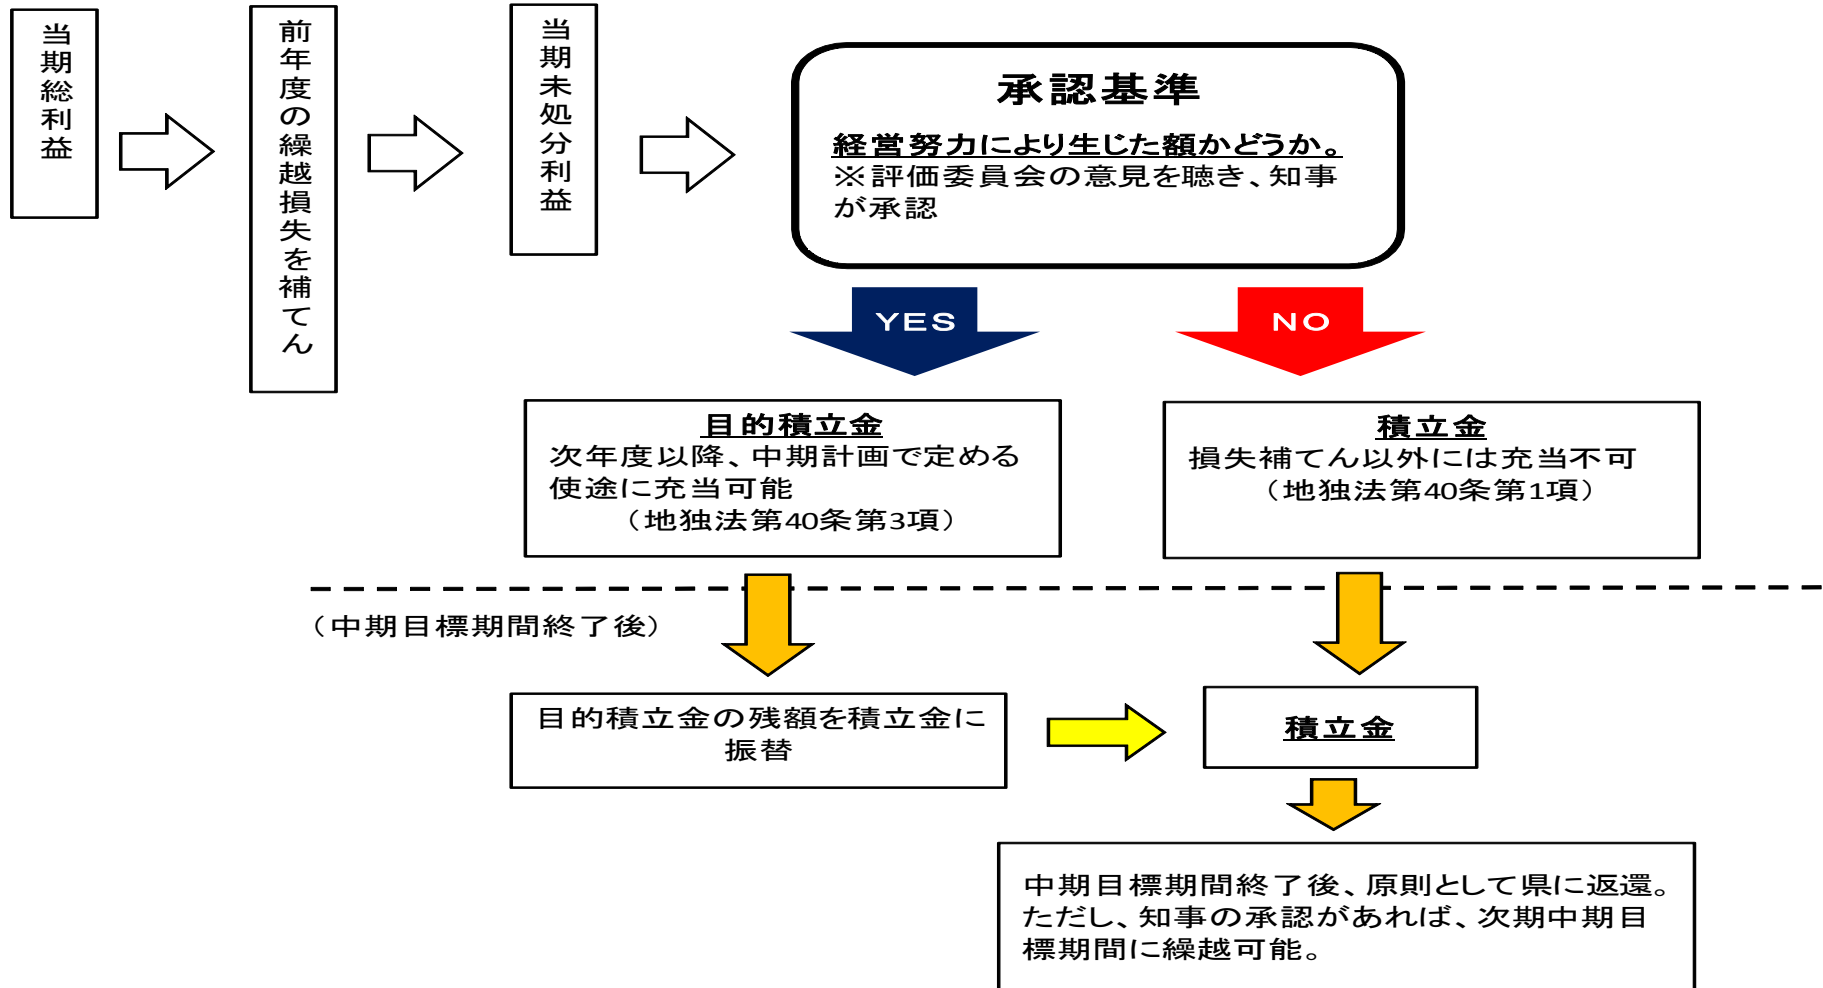 当期総利益
前年度の繰越損失を補てん
当期未処分利益
承認基準
経営努力により生じた額かどうか。
※評価委員会の意見を聴き、知事
が承認
YES
NO
目的積立金
次年度以降、中期計画で定める
使途に充当可能
（地独法第40条第3項）
積立金
損失補てん以外には充当不可
（地独法第40条第1項）
（中期目標期間終了後）
目的積立金の残額を積立金に
振替
積立金
中期目標期間終了後、原則として県に返還。
ただし、知事の承認があれば、次期中期目
標期間に繰越可能。